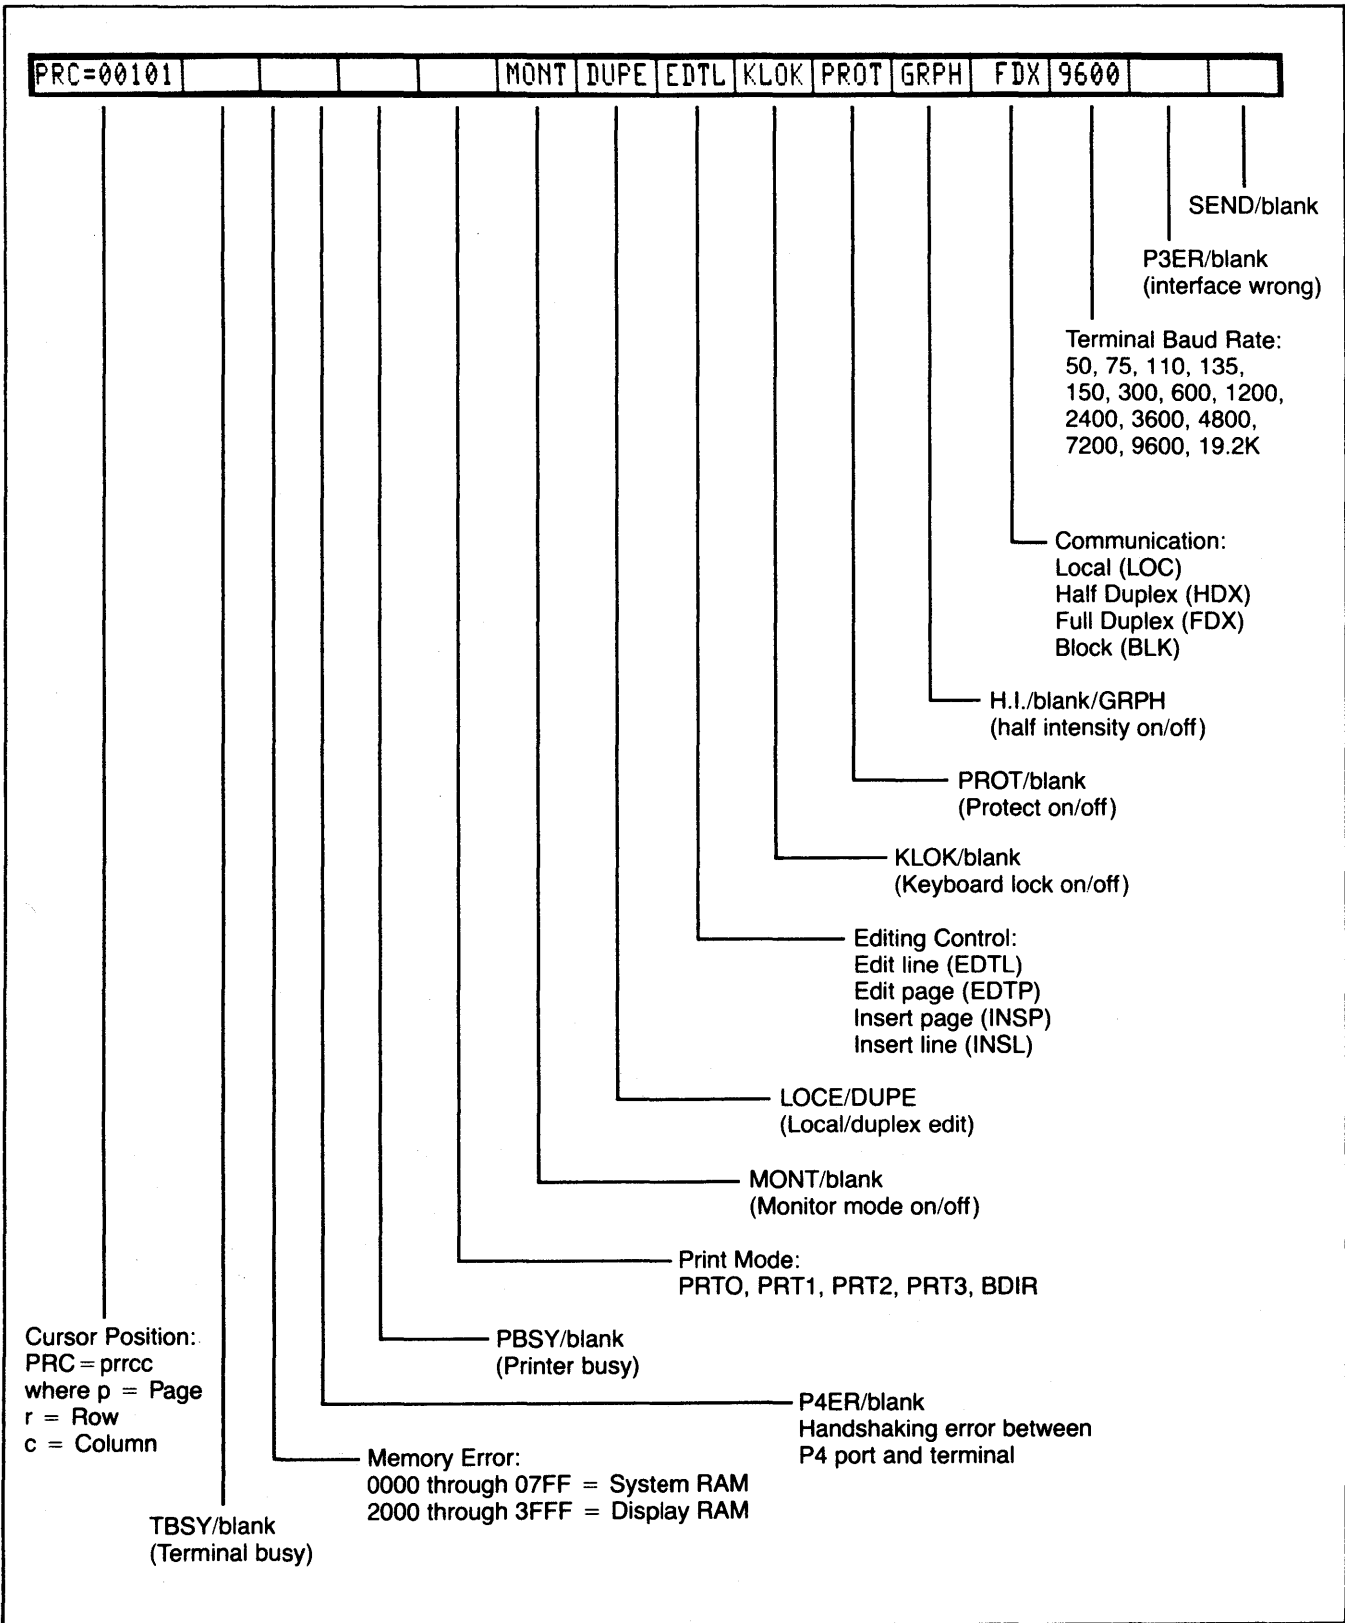 PRC=00101 MONT DUPE EDTL KLOK PROT GRPH FDX 9600
SEND/blank
P3ER/blank
(interface wrong)
Terminal Baud Rate:
50, 75, 110, 135,
150, 300, 600, 1200,
2400, 3600, 4800,
7200, 9600, 19.2K
Communication:
Local (LOC)
Half Duplex (HDX)
Full Duplex (FDX)
Block (BLK)
H.I./blank/GRPH
(half intensity on/off)
PROT/blank
(Protect on/off)
KLOK/blank
(Keyboard lock on/off)
Editing Control:
Edit line (EDTL)
Edit page (EDTP)
Insert page (INSP)
Insert line (INSL)
LOCE/DUPE
(Local/duplex edit)
MONT/blank
(Monitor mode on/off)
Print Mode:
PRTO, PRT1, PRT2, PRT3, BDIR
PBSY/blank
(Printer busy)
P4ER/blank
Handshaking error between
P4 port and terminal
Cursor Position:
PRC = prrcc
where p = Page
r = Row
c = Column
Memory Error:
0000 through 07FF = System RAM
2000 through 3FFF = Display RAM
TBSY/blank
(Terminal busy)